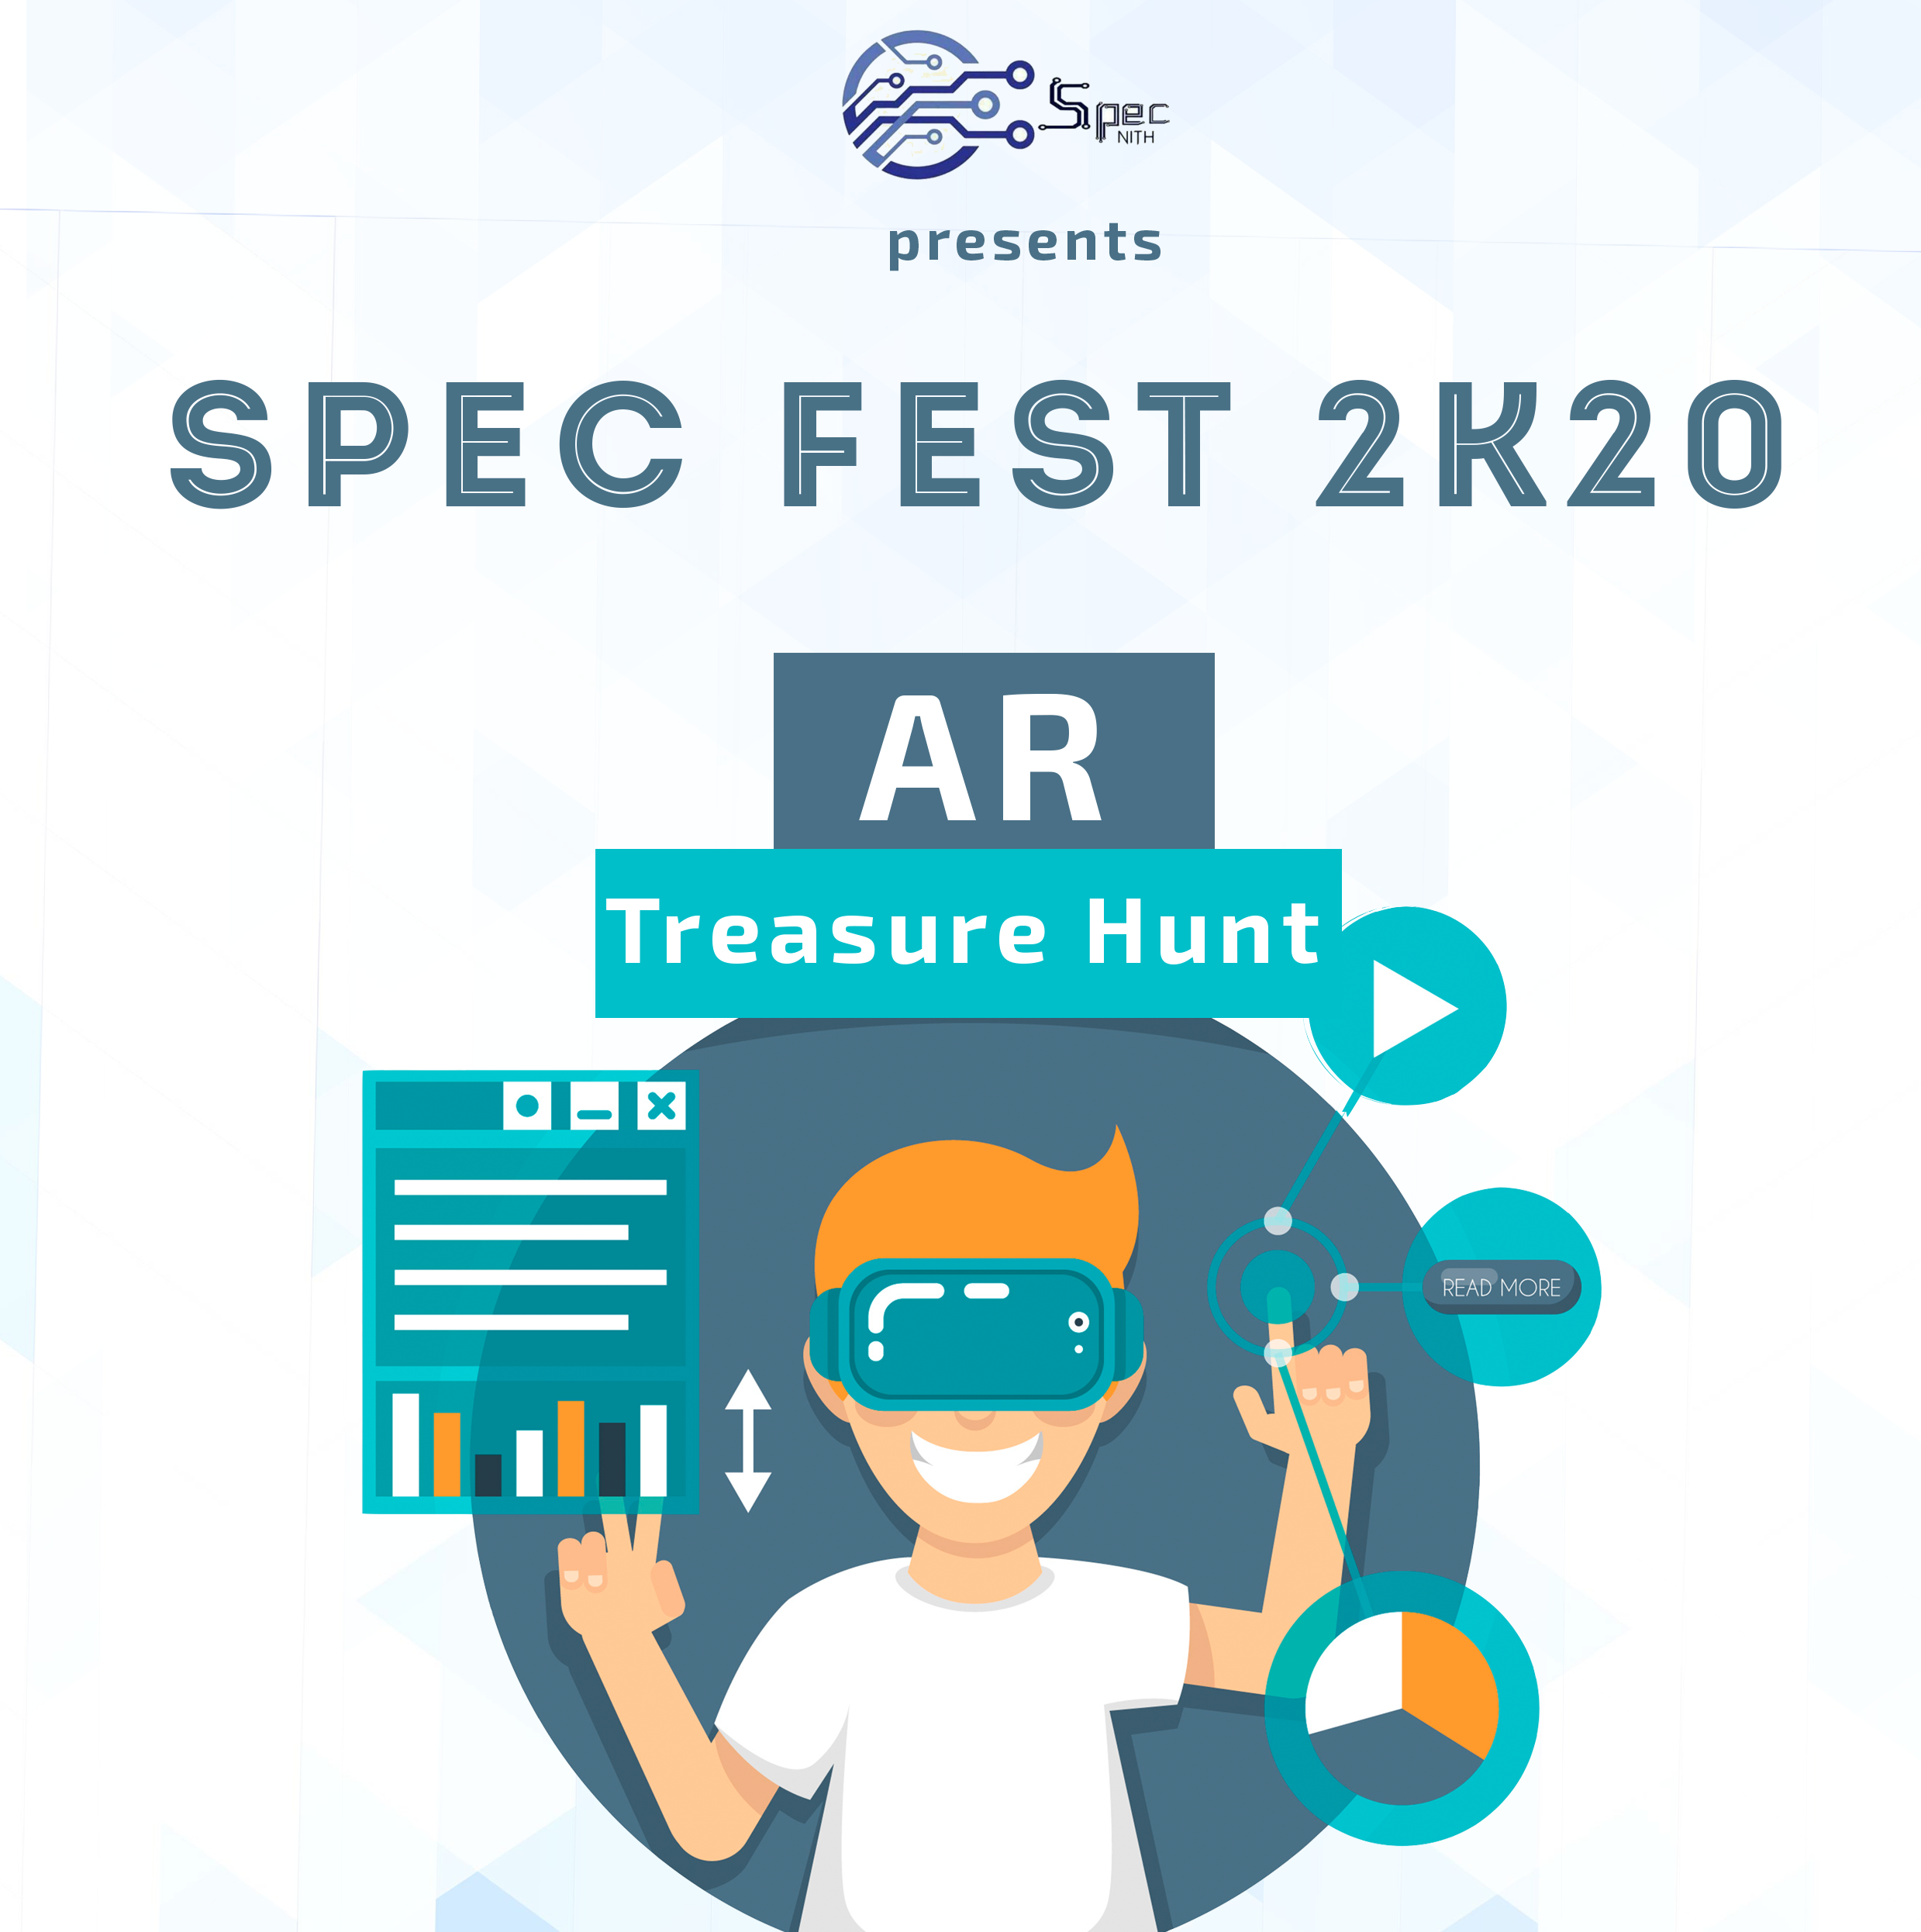 Spec
NITH
presents
SPEC FEST 2K20
AR
Treasure Hunt
READ MORE